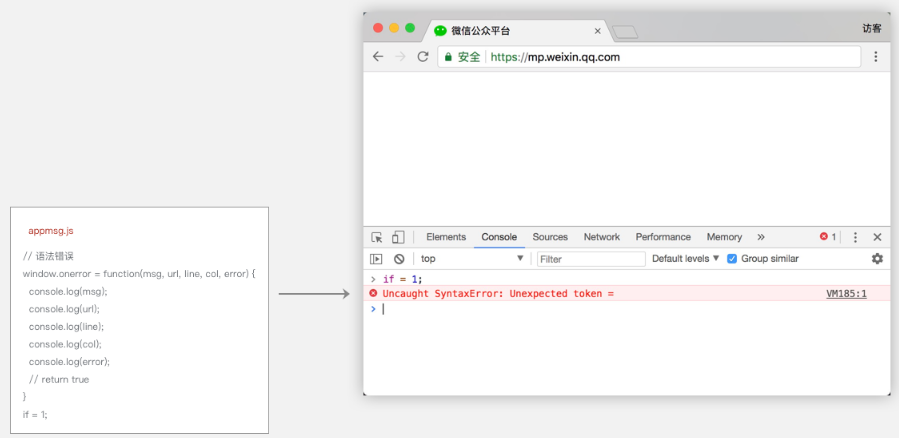 微信公众平台
访客
安全 https://mp.weixin.qq.com
appmsg.js
// 语法错误
window.onerror = function(msg, url, line, col, error) {
console.log(msg);
console.log(url);
console.log(line);
console.log(col);
console.log(error);
// return true
}
if = 1;
Elements Console Sources Network Performance Memory » 1
top Filter Default levels Group similar
> if = 1;
Uncaught SyntaxError: Unexpected token = VM185:1
>